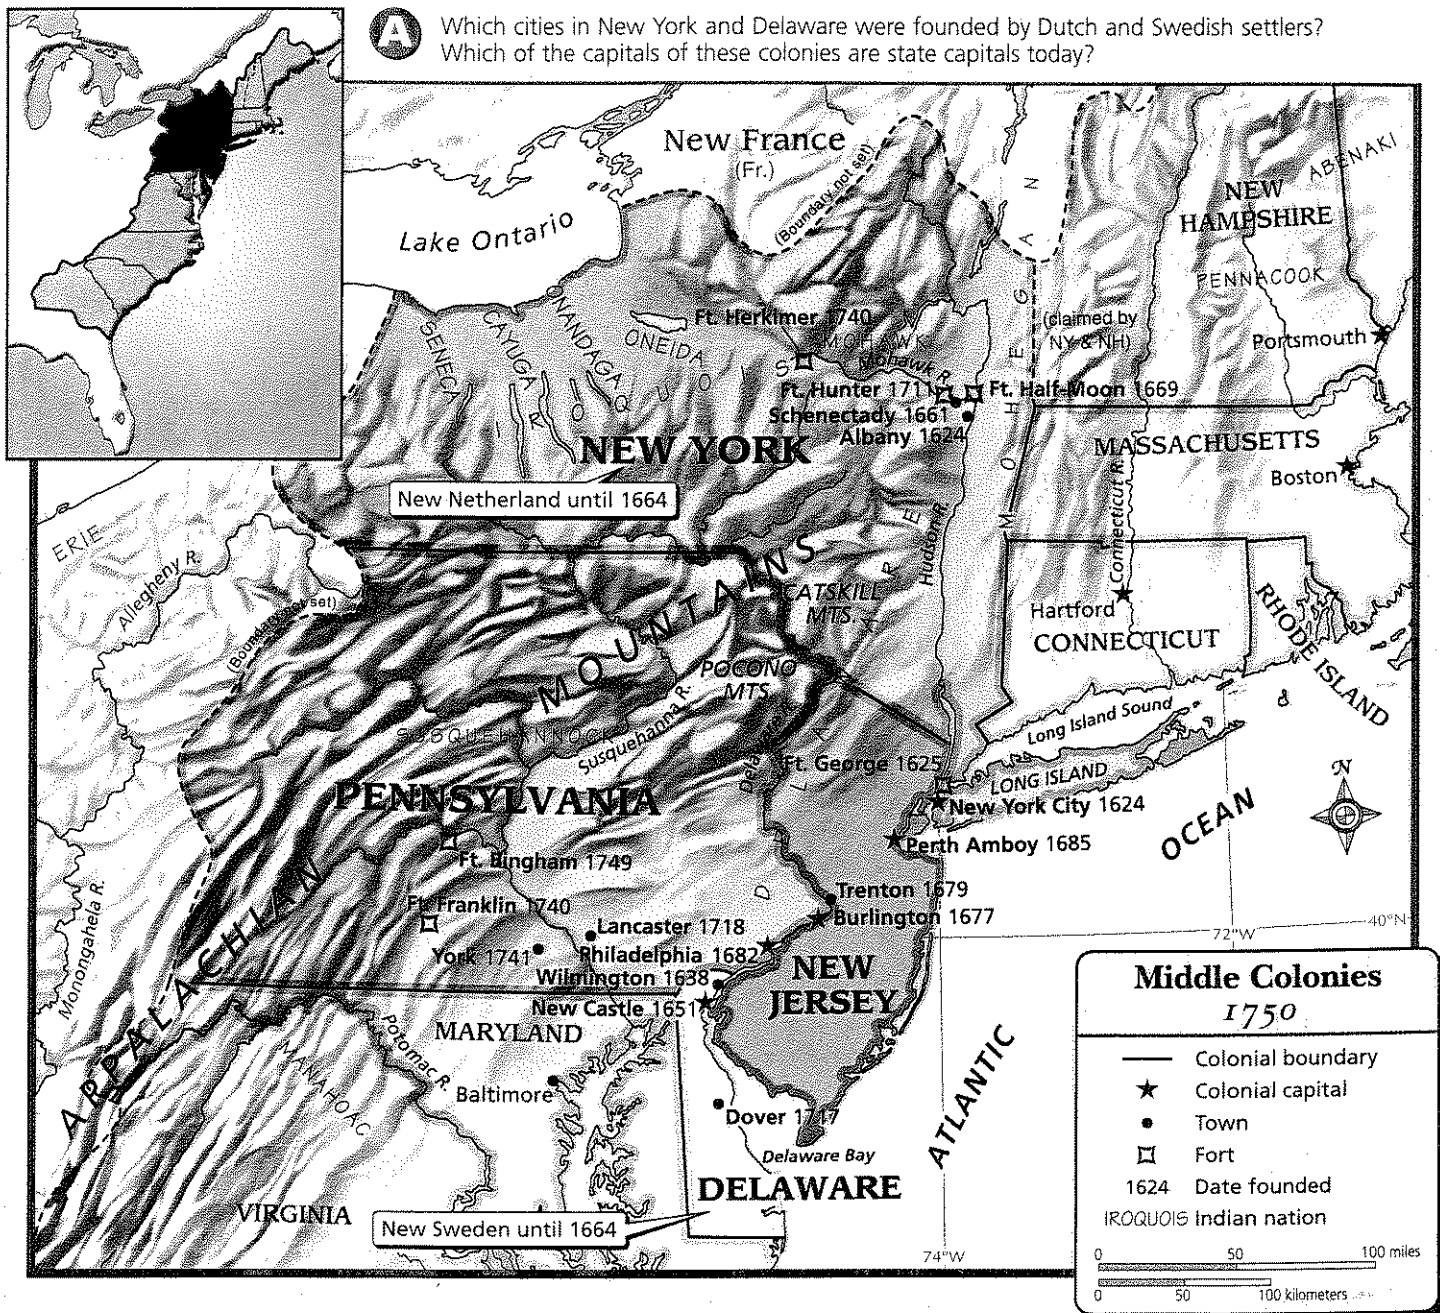 A
Which cities in New York and Delaware were founded by Dutch and Swedish settlers?
Which of the capitals of these colonies are state capitals today?
New France
(Fr.)
(Boundary not set)
Lake Ontario
ABENAKI
NEW
HAMPSHIRE
PENNACOOK
Portsmouth
(claimed by
NY & NH)
MOHEGAN
SENECA
CAYUGA
ONANDAGA
ONEIDA
MOHAWK
IROQUOIS
Ft. Herkimer 1740
Mohawk R.
Ft. Hunter 1711
Ft. Half-Moon 1669
Schenectady 1661
Albany 1624
NEW YORK
New Netherland until 1664
MASSACHUSETTS
Boston
Connecticut R.
Hudson R.
ERIE
Allegheny R.
(Boundary not set)
CATSKILL
MTS.
Hartford
CONNECTICUT
RHODE ISLAND
&
APPALACHIAN MOUNTAINS
POCONO
MTS.
SUSQUEHANNOCK
Susquehanna R.
Delaware R.
DELAWARE
Long Island Sound
LONG ISLAND
Ft. George 1625
New York City 1624
Perth Amboy 1685
ATLANTIC OCEAN
N
PENNSYLVANIA
Ft. Bingham 1749
Ft. Franklin 1740
Monongahela R.
Trenton 1679
Burlington 1677
Lancaster 1718
York 1741
Philadelphia 1682
Wilmington 1638
New Castle 1651
NEW
JERSEY
40°N
72°W
MARYLAND
Potomac R.
MANAHOAC
Baltimore
Dover 1717
Delaware Bay
DELAWARE
VIRGINIA
New Sweden until 1664
74°W
Middle Colonies
1750
Colonial boundary
Colonial capital
Town
Fort
1624 Date founded
IROQUOIS Indian nation
0 50 100 miles
0 50 100 kilometers